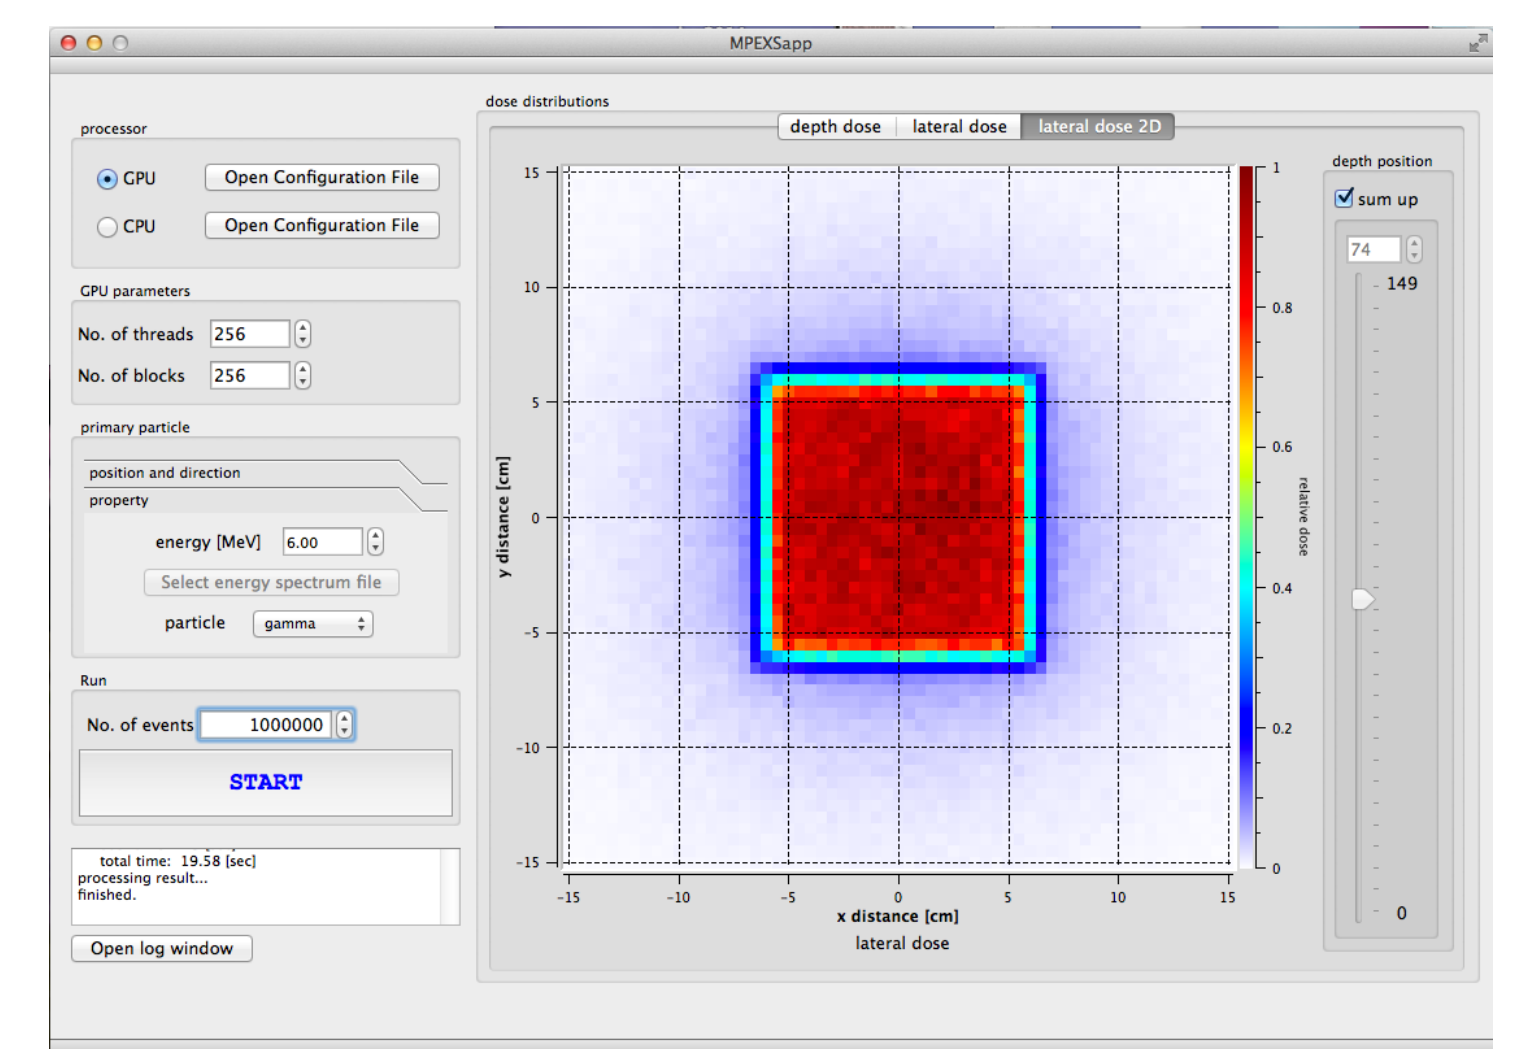 MPEXSapp
processor
GPU
Open Configuration File
CPU
Open Configuration File
GPU parameters
No. of threads 256
No. of blocks 256
primary particle
position and direction
property
energy [MeV] 6.00
Select energy spectrum file
particle gamma
Run
No. of events 1000000
START
total time: 19.58 [sec]
processing result...
finished.
Open log window
dose distributions
depth dose lateral dose lateral dose 2D
15
10
5
0
-5
-10
-15
y distance [cm]
-15 -10 -5 0 5 10 15
x distance [cm]
lateral dose
1
0.8
0.6
0.4
0.2
0
relative dose
depth position
sum up
74
149
0